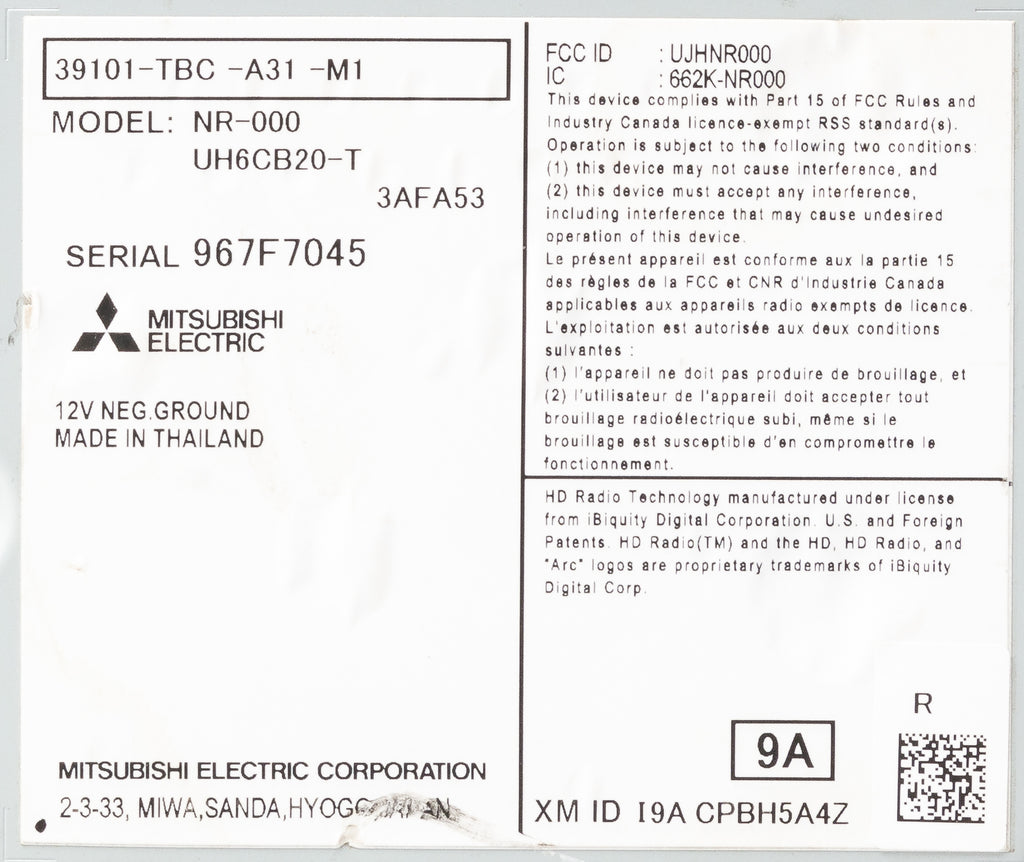 39101-TBC -A31 -M1
MODEL: NR-000
UH6CB20-T
3AFA53
SERIAL 967F7045
MITSUBISHI
ELECTRIC
12V NEG.GROUND
MADE IN THAILAND
MITSUBISHI ELECTRIC CORPORATION
2-3-33, MIWA,SANDA,HYOGO
FCC ID : UJHNR000
IC : 662K-NR000
This device complies with Part 15 of FCC Rules and
Industry Canada licence-exempt RSS standard(s).
Operation is subject to the following two conditions:
(1) this device may not cause interference, and
(2) this device must accept any interference,
including interference that may cause undesired
operation of this device.
Le présent appareil est conforme aux la partie 15
des règles de la FCC et CNR d'Industrie Canada
applicables aux appareils radio exempts de licence.
L'exploitation est autorisée aux deux conditions
suivantes :
(1) l'appareil ne doit pas produire de brouillage, et
(2) l'utilisateur de l'appareil doit accepter tout
brouillage radioélectrique subi, même si le
brouillage est susceptible d'en compromettre le
fonctionnement.
HD Radio Technology manufactured under license
from iBiquity Digital Corporation. U.S. and Foreign
Patents. HD Radio(TM) and the HD, HD Radio, and
"Arc" logos are proprietary trademarks of iBiquity
Digital Corp.
R
9A
XM ID I9A CPBH5A4Z